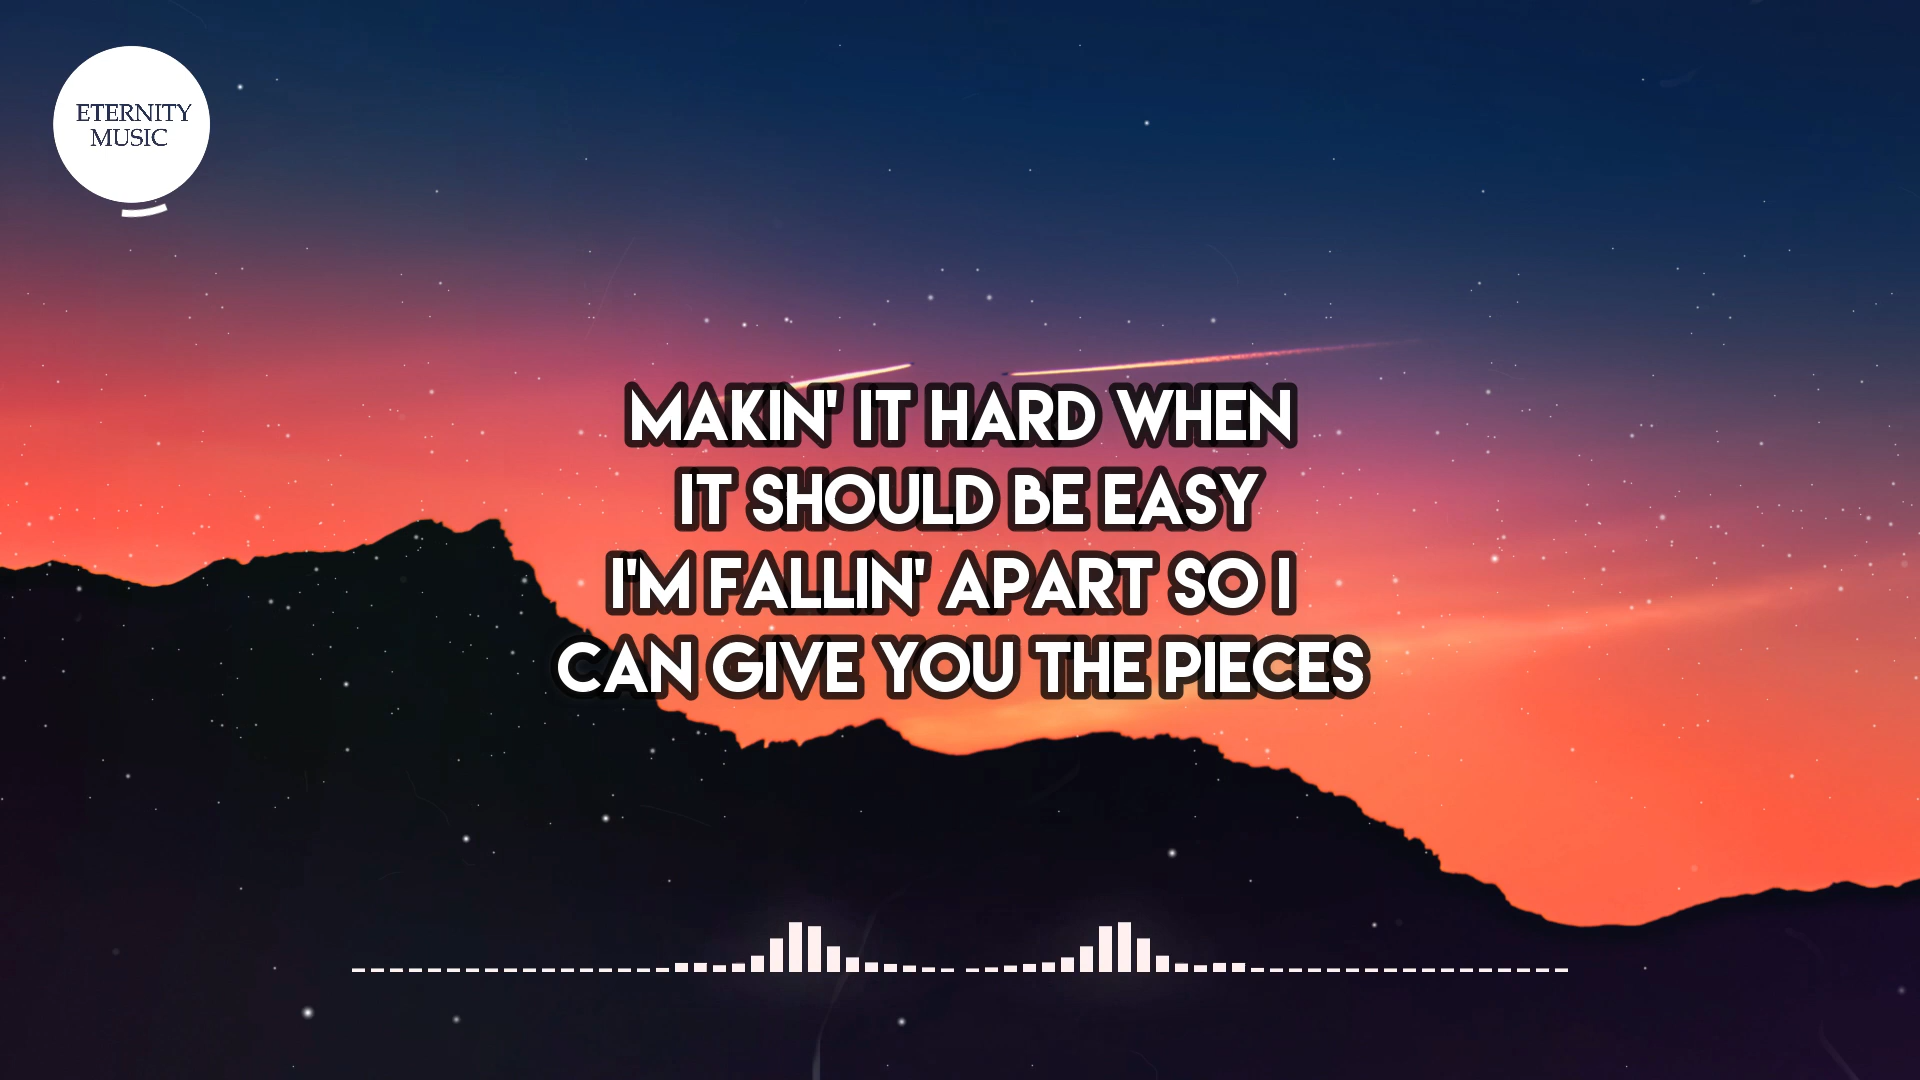 ETERNITY
MUSIC
MAKIN' IT HARD WHEN
IT SHOULD BE EASY
I'M FALLIN' APART SO I
CAN GIVE YOU THE PIECES